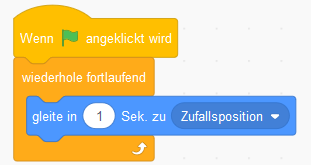 Wenn angeklickt wird
wiederhole fortlaufend
gleite in 1 Sek. zu Zufallsposition